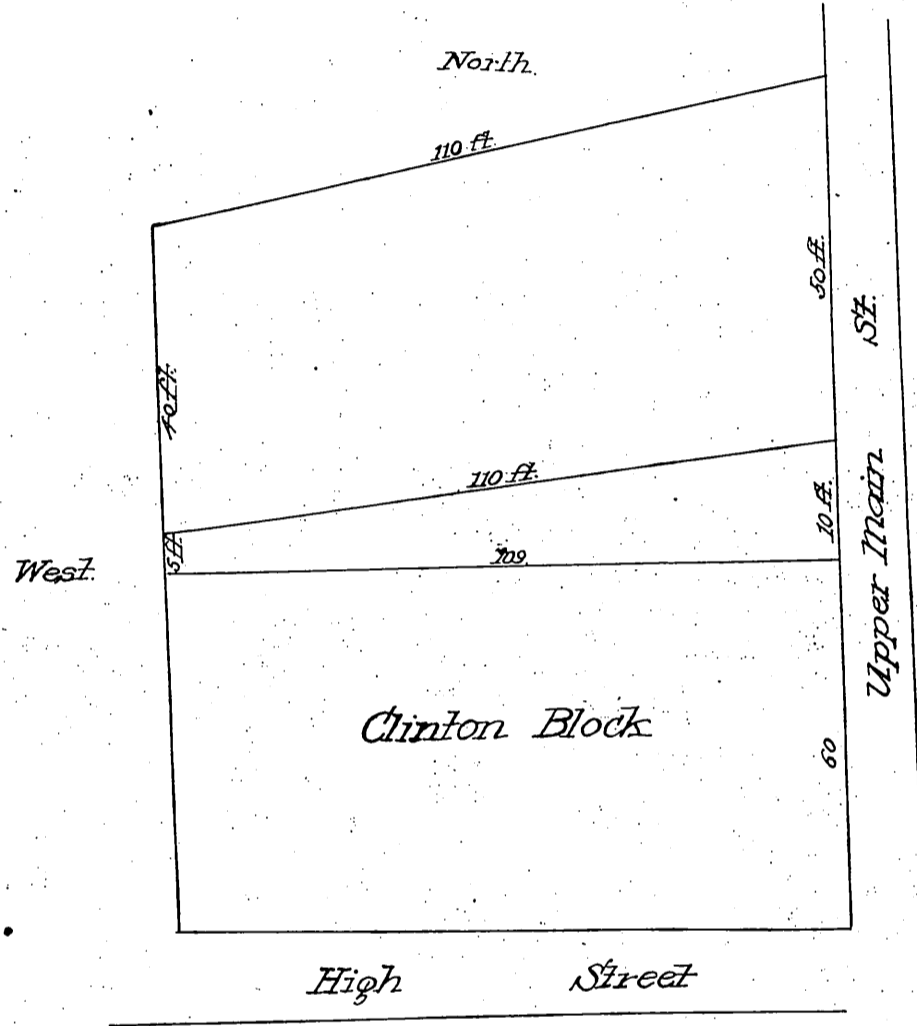 North.
110 ft.
50 ft.
St.
40 ft.
110 ft.
10 ft.
Upper Main
5 ft.
109.
West.
Clinton Block
60
High Street